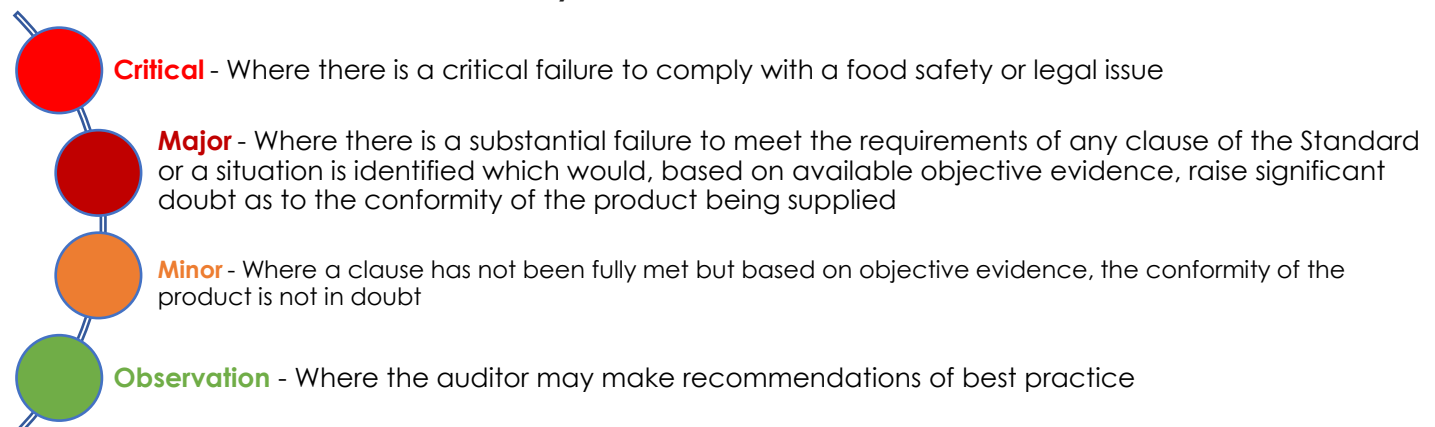 Critical - Where there is a critical failure to comply with a food safety or legal issue
Major - Where there is a substantial failure to meet the requirements of any clause of the Standard
or a situation is identified which would, based on available objective evidence, raise significant
doubt as to the conformity of the product being supplied
Minor - Where a clause has not been fully met but based on objective evidence, the conformity of the
product is not in doubt
Observation - Where the auditor may make recommendations of best practice